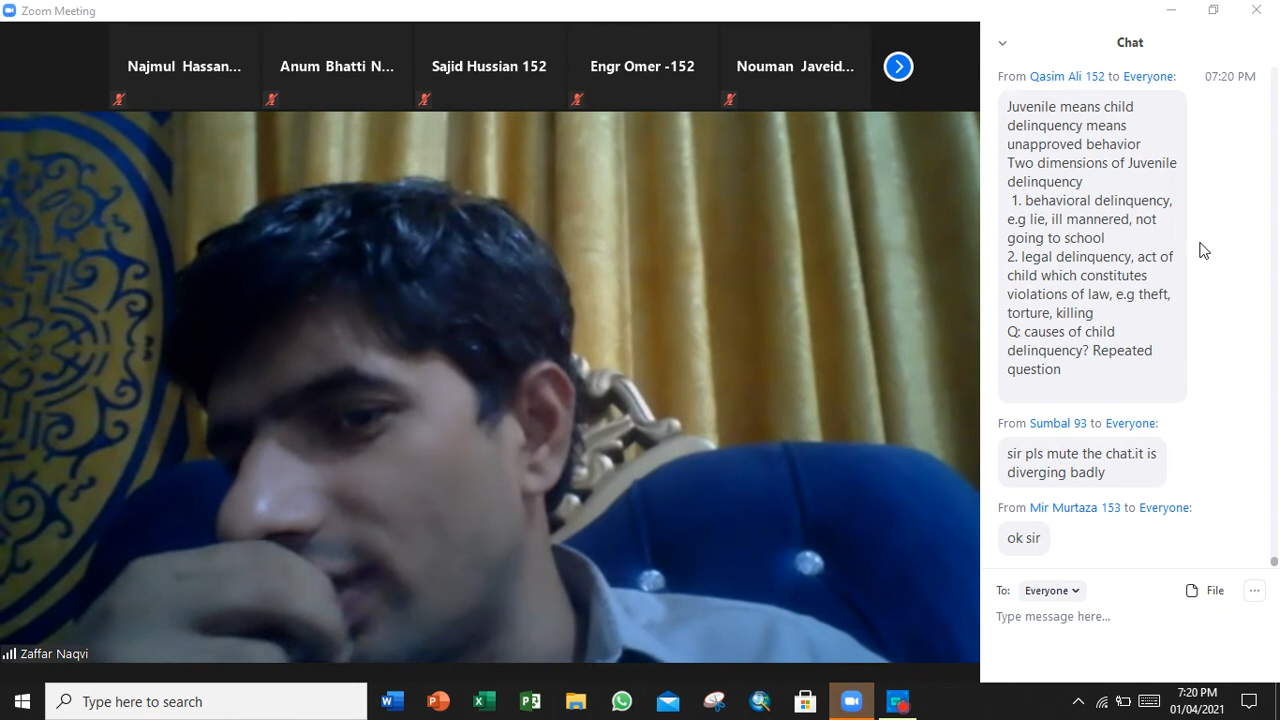 Zoom Meeting
Najmul Hassan...
Anum Bhatti N...
Sajid Hussian 152
Engr Omer -152
Nouman Javeid...
Chat
From Qasim Ali 152 to Everyone: 07:20 PM
Juvenile means child
delinquency means
unapproved behavior
Two dimensions of Juvenile
delinquency
1. behavioral delinquency,
e.g lie, ill mannered, not
going to school
2. legal delinquency, act of
child which constitutes
violations of law, e.g theft,
torture, killing
Q: causes of child
delinquency? Repeated
question
From Sumbal 93 to Everyone:
sir pls mute the chat.it is
diverging badly
From Mir Murtaza 153 to Everyone:
ok sir
To: Everyone File
Type message here...
Zaffar Naqvi
Type here to search
7:20 PM
01/04/2021